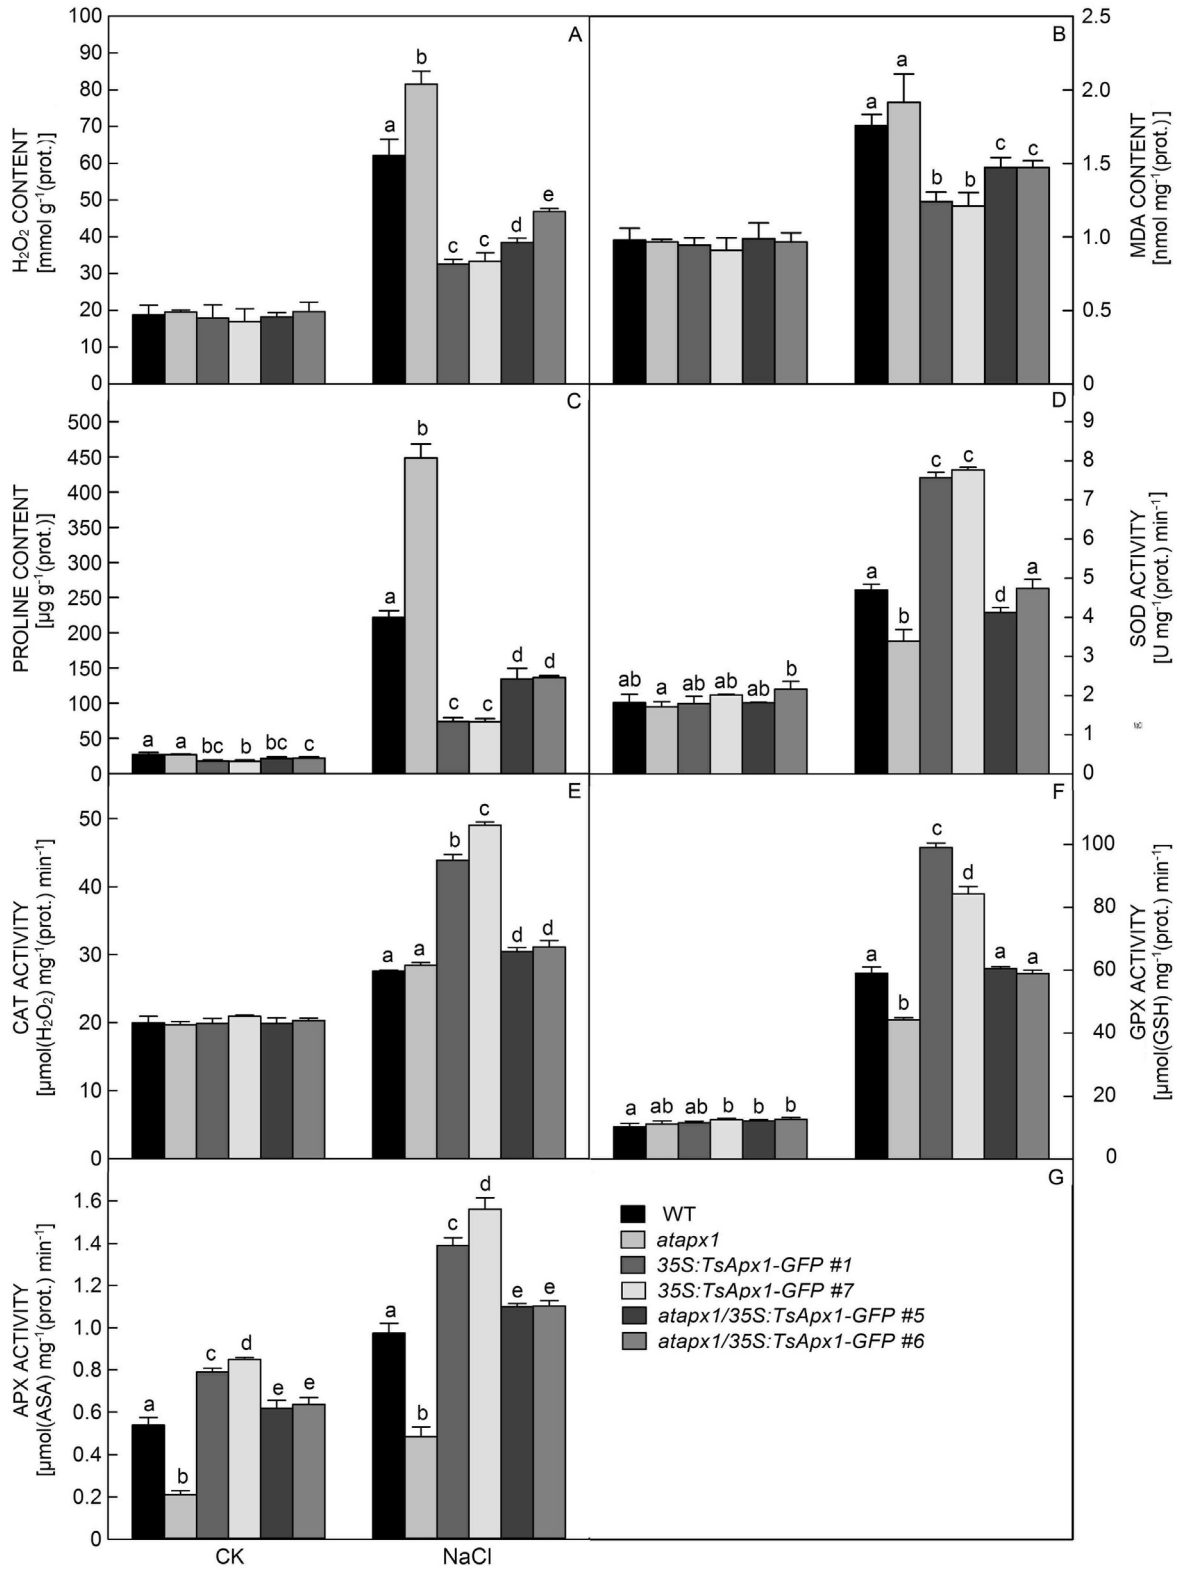 A
H₂O₂ CONTENT
[mmol g⁻¹(prot.)]
100
90
80
70
60
50
40
30
20
10
0
a
b
c
c
d
e
B
MDA CONTENT
[nmol mg⁻¹(prot.)]
2.5
2.0
1.5
1.0
0.5
0
a
a
b
b
c
c
C
PROLINE CONTENT
[µg g⁻¹(prot.)]
500
450
400
350
300
250
200
150
100
50
0
a a bc b bc c
a
b
c
c
d
d
D
SOD ACTIVITY
[U mg⁻¹(prot.) min⁻¹]
9
8
7
6
5
4
3
2
1
0
ab a ab ab ab b
a
b
c
c
d
a
E
CAT ACTIVITY
[µmol(H₂O₂) mg⁻¹(prot.) min⁻¹]
50
40
30
20
10
0
a
a
b
c
d
d
F
GPX ACTIVITY
[µmol(GSH) mg⁻¹(prot.) min⁻¹]
100
80
60
40
20
0
a ab ab b b b
a
b
c
d
a
a
G
APX ACTIVITY
[µmol(ASA) mg⁻¹(prot.) min⁻¹]
1.6
1.4
1.2
1.0
0.8
0.6
0.4
0.2
0
a
b
c
d
e
e
a
b
c
d
e
e
CK
NaCl
WT
atapx1
35S:TsApx1-GFP #1
35S:TsApx1-GFP #7
atapx1/35S:TsApx1-GFP #5
atapx1/35S:TsApx1-GFP #6